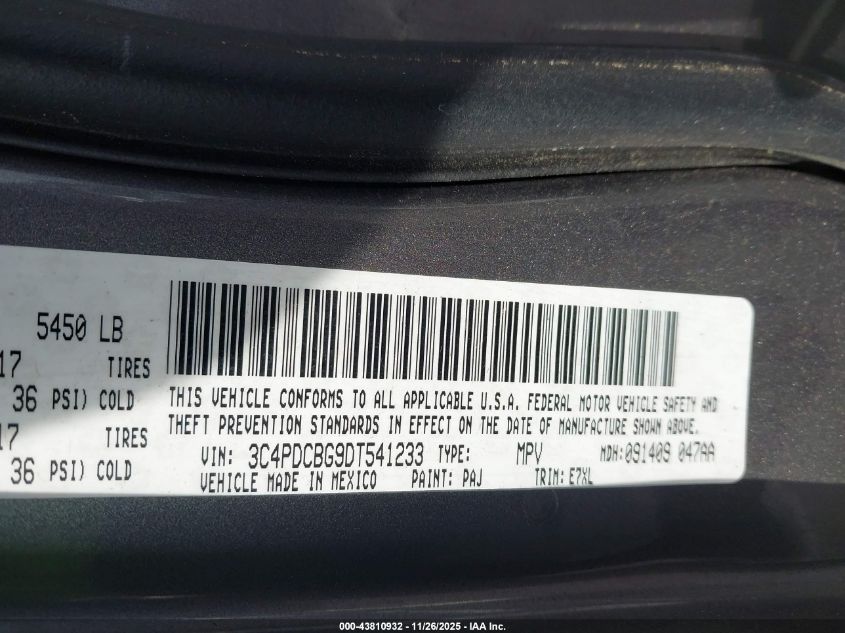 5450 LB
17 TIRES
36 PSI) COLD
17 TIRES
36 PSI) COLD
THIS VEHICLE CONFORMS TO ALL APPLICABLE U.S.A. FEDERAL MOTOR VEHICLE SAFETY AND
THEFT PREVENTION STANDARDS IN EFFECT ON THE DATE OF MANUFACTURE SHOWN ABOVE.
VIN: 3C4PDCBG9DT541233 TYPE: MPV MDH:091409 047AA
VEHICLE MADE IN MEXICO PAINT: PAJ TRIM: E7XL
000-43810932 - 11/26/2025 - IAA Inc.